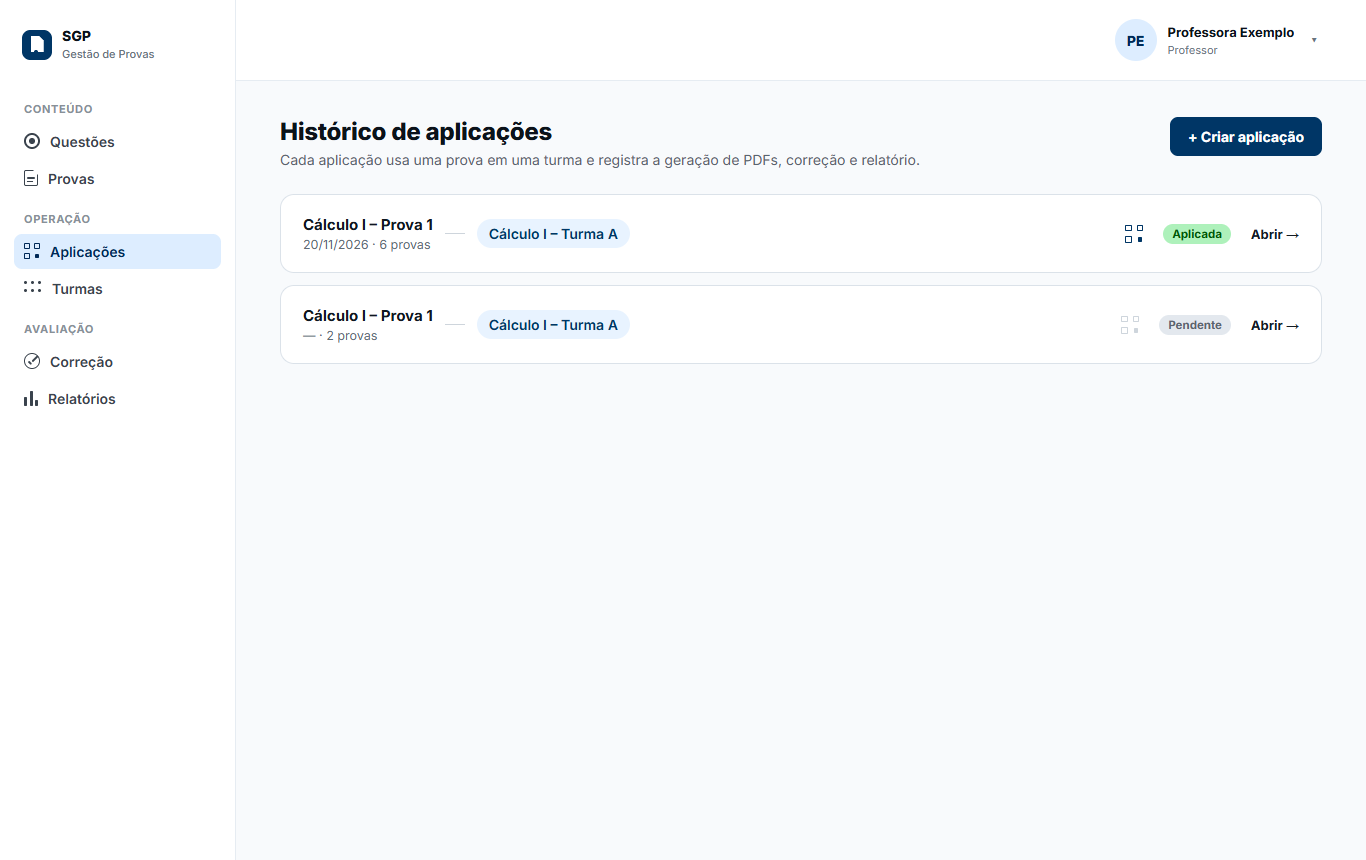 SGP
Gestão de Provas
CONTEÚDO
Questões
Provas
OPERAÇÃO
Aplicações
Turmas
AVALIAÇÃO
Correção
Relatórios
PE
Professora Exemplo
Professor
Histórico de aplicações
Cada aplicação usa uma prova em uma turma e registra a geração de PDFs, correção e relatório.
+ Criar aplicação
Cálculo I – Prova 1
20/11/2026 · 6 provas
Cálculo I – Turma A
Aplicada
Abrir →
Cálculo I – Prova 1
— · 2 provas
Cálculo I – Turma A
Pendente
Abrir →